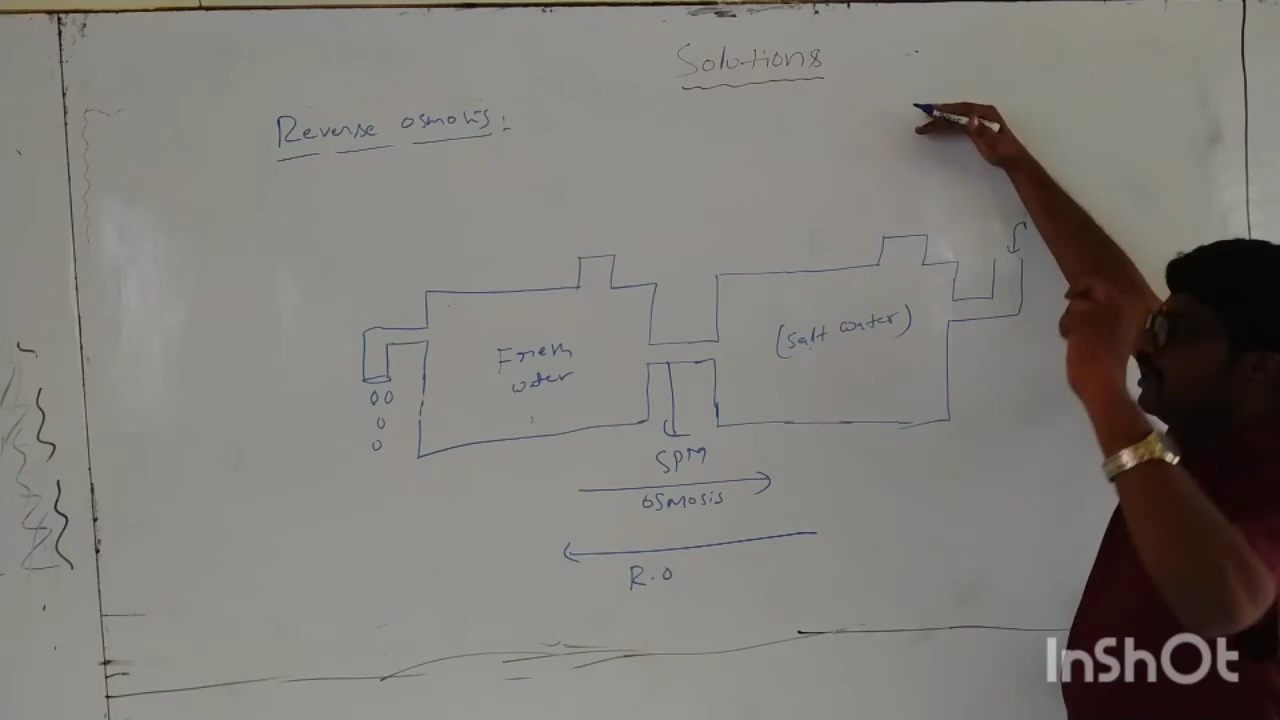 Solutions
Reverse osmosis:
Fresh
water
(Salt water)
SPM
osmosis
R.O
InShOt